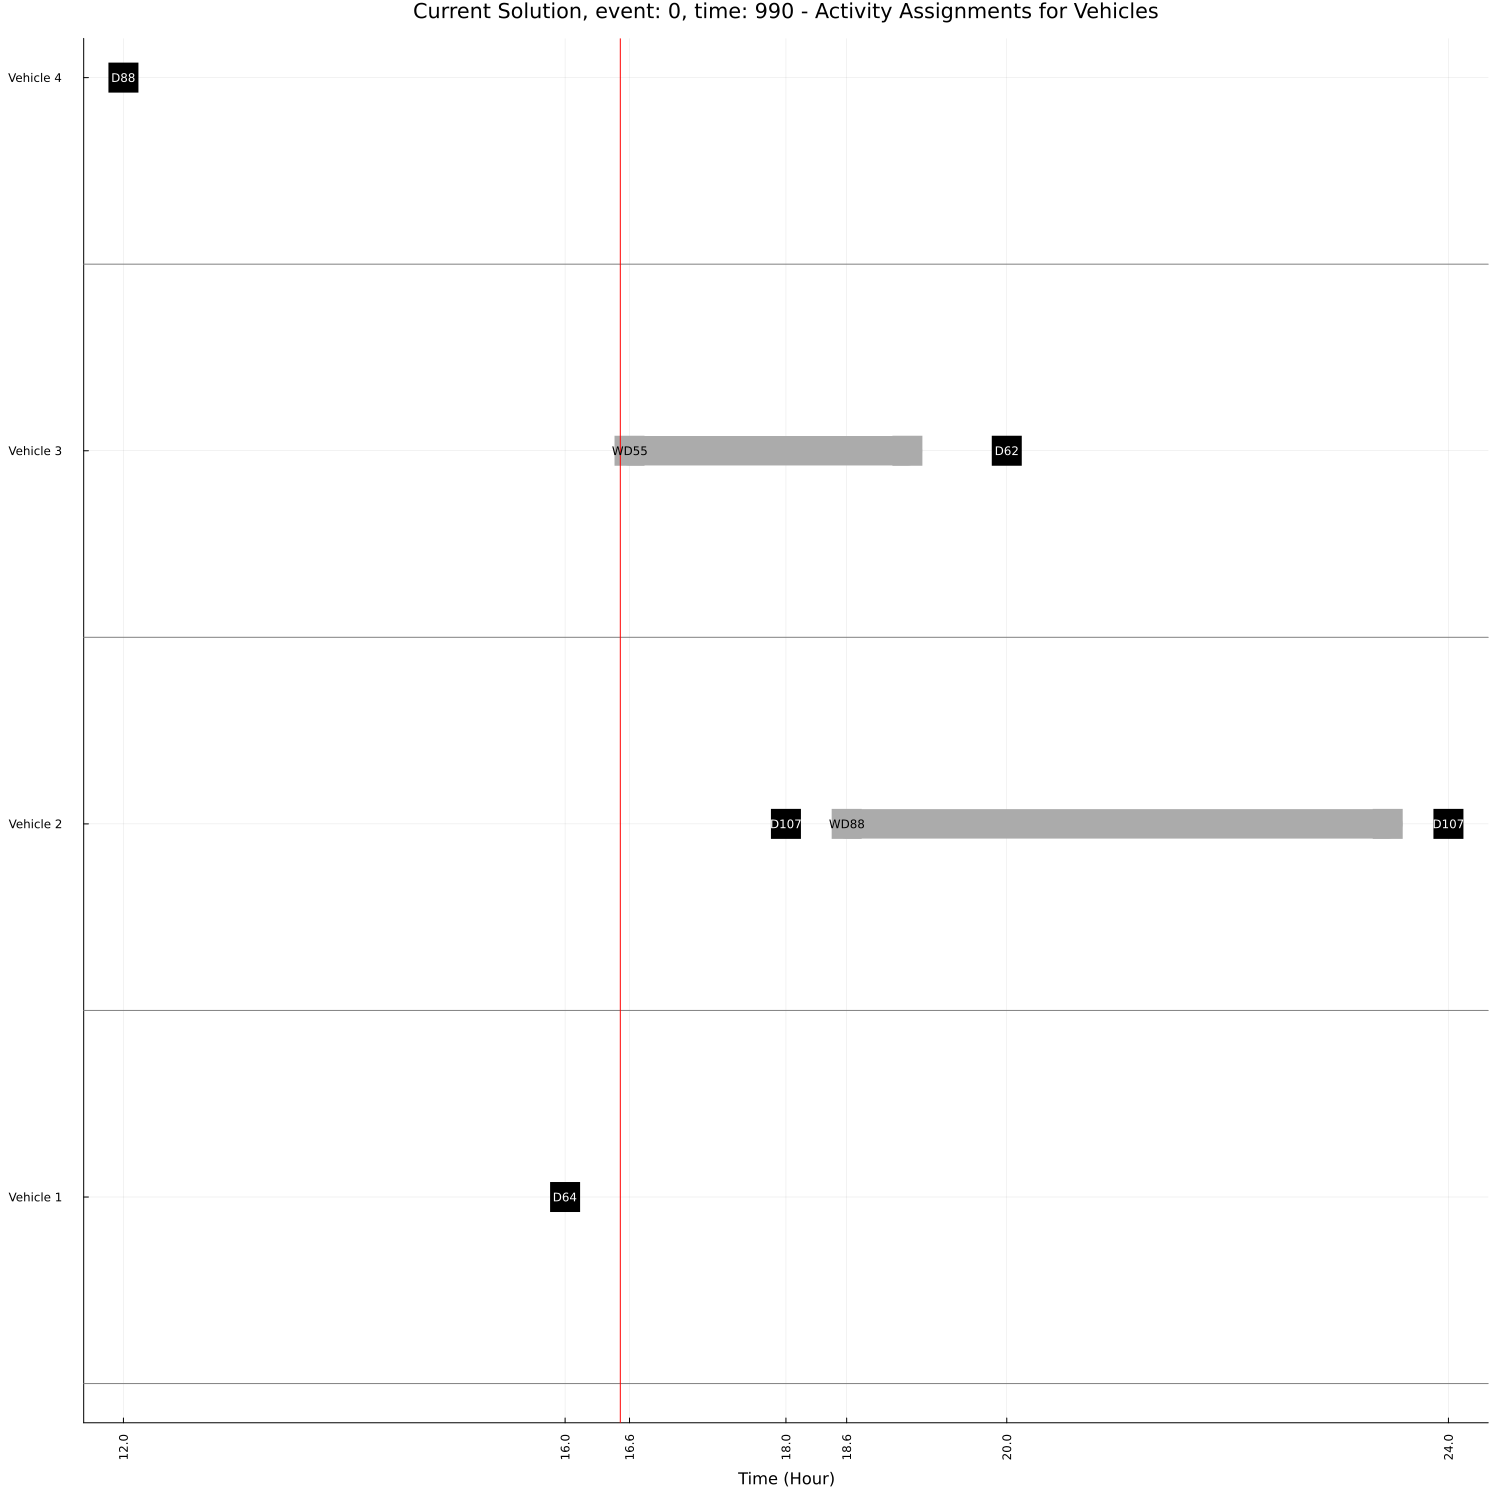 Current Solution, event: 0, time: 990 - Activity Assignments for Vehicles
Vehicle 4
D88
Vehicle 3
WD55
D62
Vehicle 2
D107
WD88
D107
Vehicle 1
D64
12.0
16.0
16.6
18.0
18.6
20.0
24.0
Time (Hour)